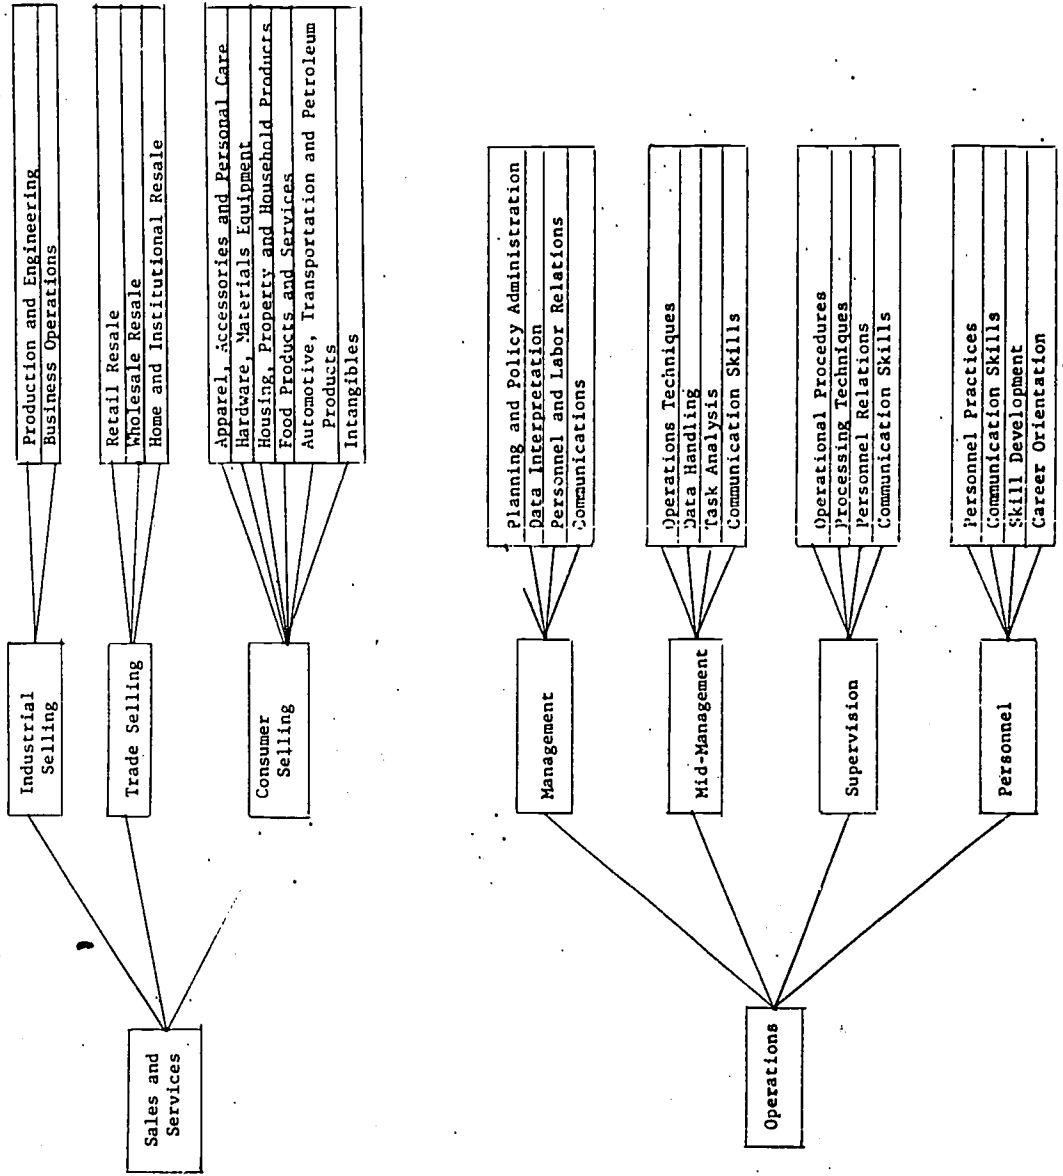 Sales and
Services
Industrial
Selling
Production and Engineering
Business Operations
Trade Selling
Retail Resale
Wholesale Resale
Home and Institutional Resale
Consumer
Selling
Apparel, Accessories and Personal Care
Hardware, Materials Equipment
Housing, Property and Household Products
Food Products and Services
Automotive, Transportation and Petroleum
Products
Intangibles
Operations
Management
Planning and Policy Administration
Data Interpretation
Personnel and Labor Relations
Communications
Mid-Management
Operations Techniques
Data Handling
Task Analysis
Communication Skills
Supervision
Operational Procedures
Processing Techniques
Personnel Relations
Communication Skills
Personnel
Personnel Practices
Communication Skills
Skill Development
Career Orientation